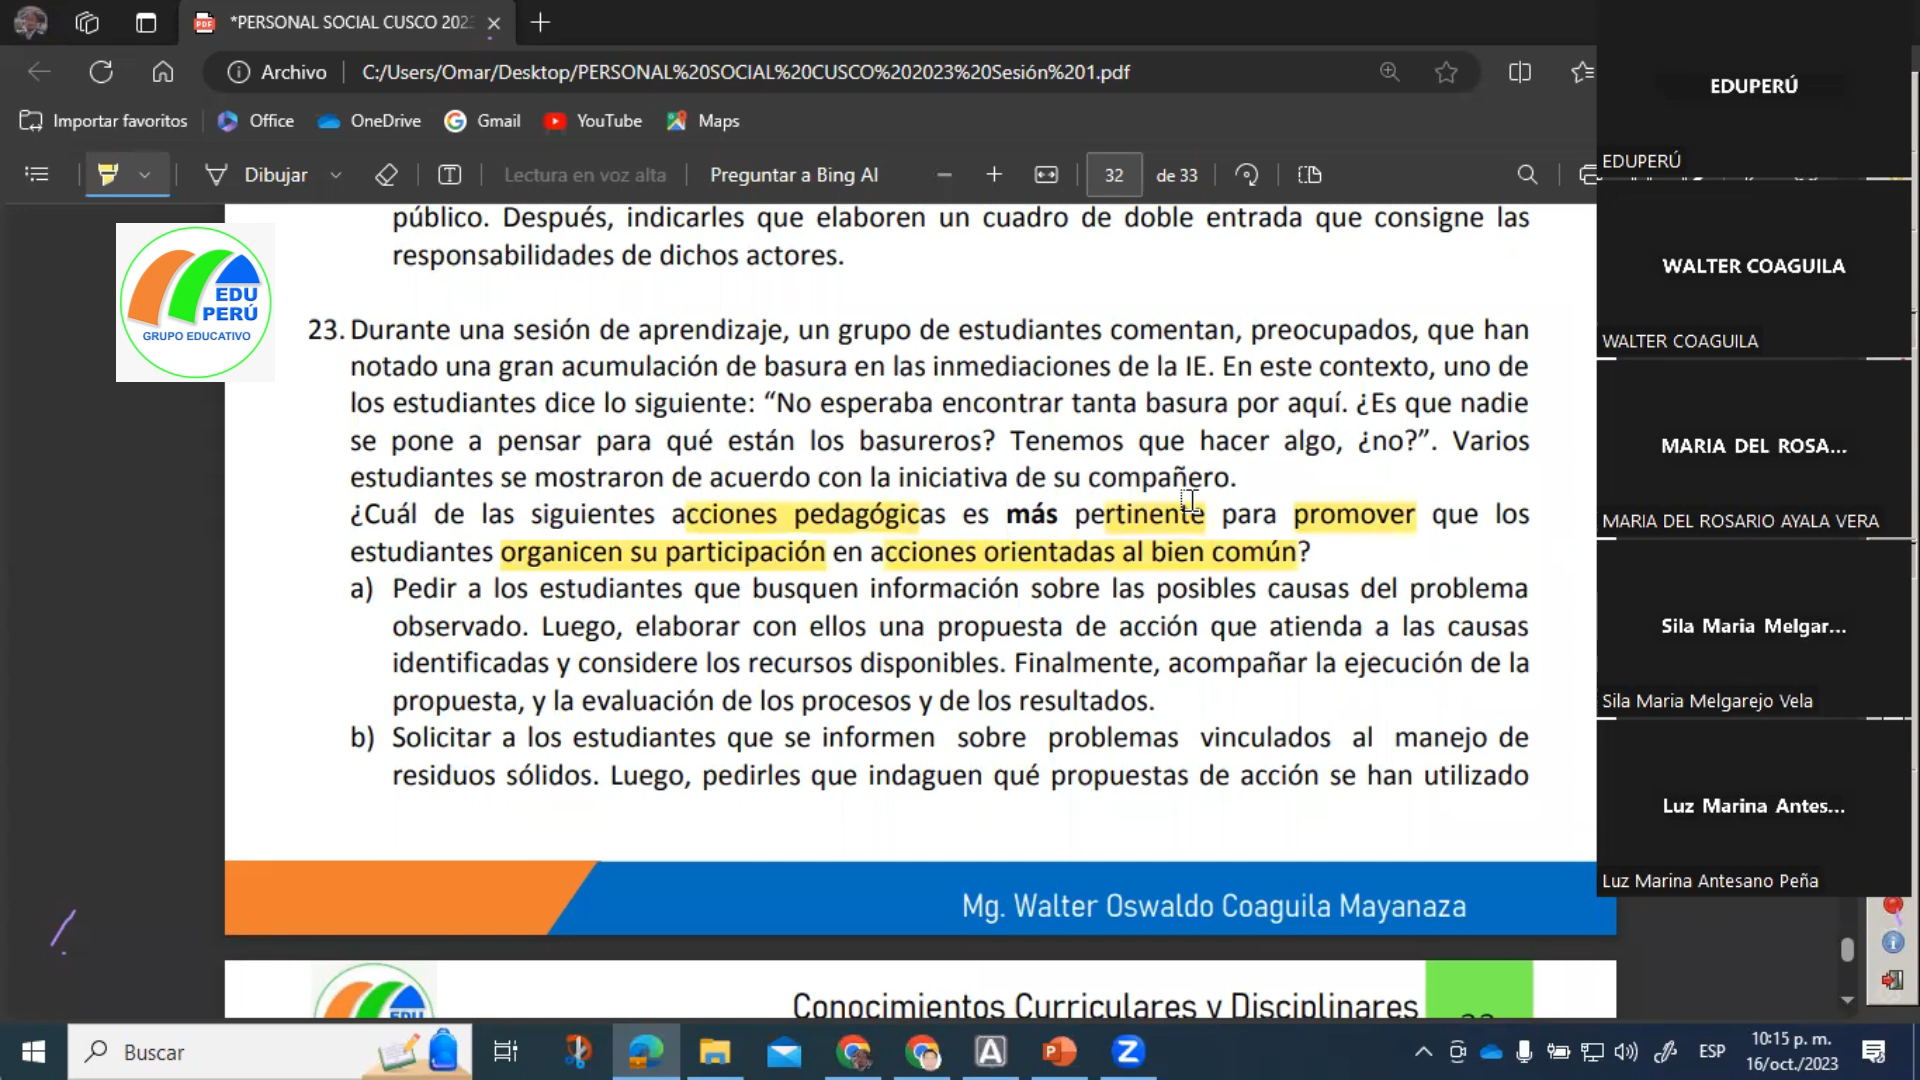 *PERSONAL SOCIAL CUSCO 202
Archivo
C:/Users/Omar/Desktop/PERSONAL%20SOCIAL%20CUSCO%202023%20Sesión%201.pdf
Importar favoritos
Office
OneDrive
Gmail
YouTube
Maps
Dibujar
Lectura en voz alta
Preguntar a Bing AI
32
de 33
EDU
PERÚ
GRUPO EDUCATIVO
público. Después, indicarles que elaboren un cuadro de doble entrada que consigne las
responsabilidades de dichos actores.
23. Durante una sesión de aprendizaje, un grupo de estudiantes comentan, preocupados, que han
notado una gran acumulación de basura en las inmediaciones de la IE. En este contexto, uno de
los estudiantes dice lo siguiente: “No esperaba encontrar tanta basura por aquí. ¿Es que nadie
se pone a pensar para qué están los basureros? Tenemos que hacer algo, ¿no?”. Varios
estudiantes se mostraron de acuerdo con la iniciativa de su compañero.
¿Cuál de las siguientes acciones pedagógicas es más pertinente para promover que los
estudiantes organicen su participación en acciones orientadas al bien común?
a) Pedir a los estudiantes que busquen información sobre las posibles causas del problema
observado. Luego, elaborar con ellos una propuesta de acción que atienda a las causas
identificadas y considere los recursos disponibles. Finalmente, acompañar la ejecución de la
propuesta, y la evaluación de los procesos y de los resultados.
b) Solicitar a los estudiantes que se informen sobre problemas vinculados al manejo de
residuos sólidos. Luego, pedirles que indaguen qué propuestas de acción se han utilizado
Mg. Walter Oswaldo Coaguila Mayanaza
EDU
Conocimientos Curriculares y Disciplinares
EDUPERÚ
EDUPERÚ
WALTER COAGUILA
WALTER COAGUILA
MARIA DEL ROSA...
MARIA DEL ROSARIO AYALA VERA
Sila Maria Melgar...
Sila Maria Melgarejo Vela
Luz Marina Antes...
Luz Marina Antesano Peña
Buscar
ESP
10:15 p. m.
16/oct./2023